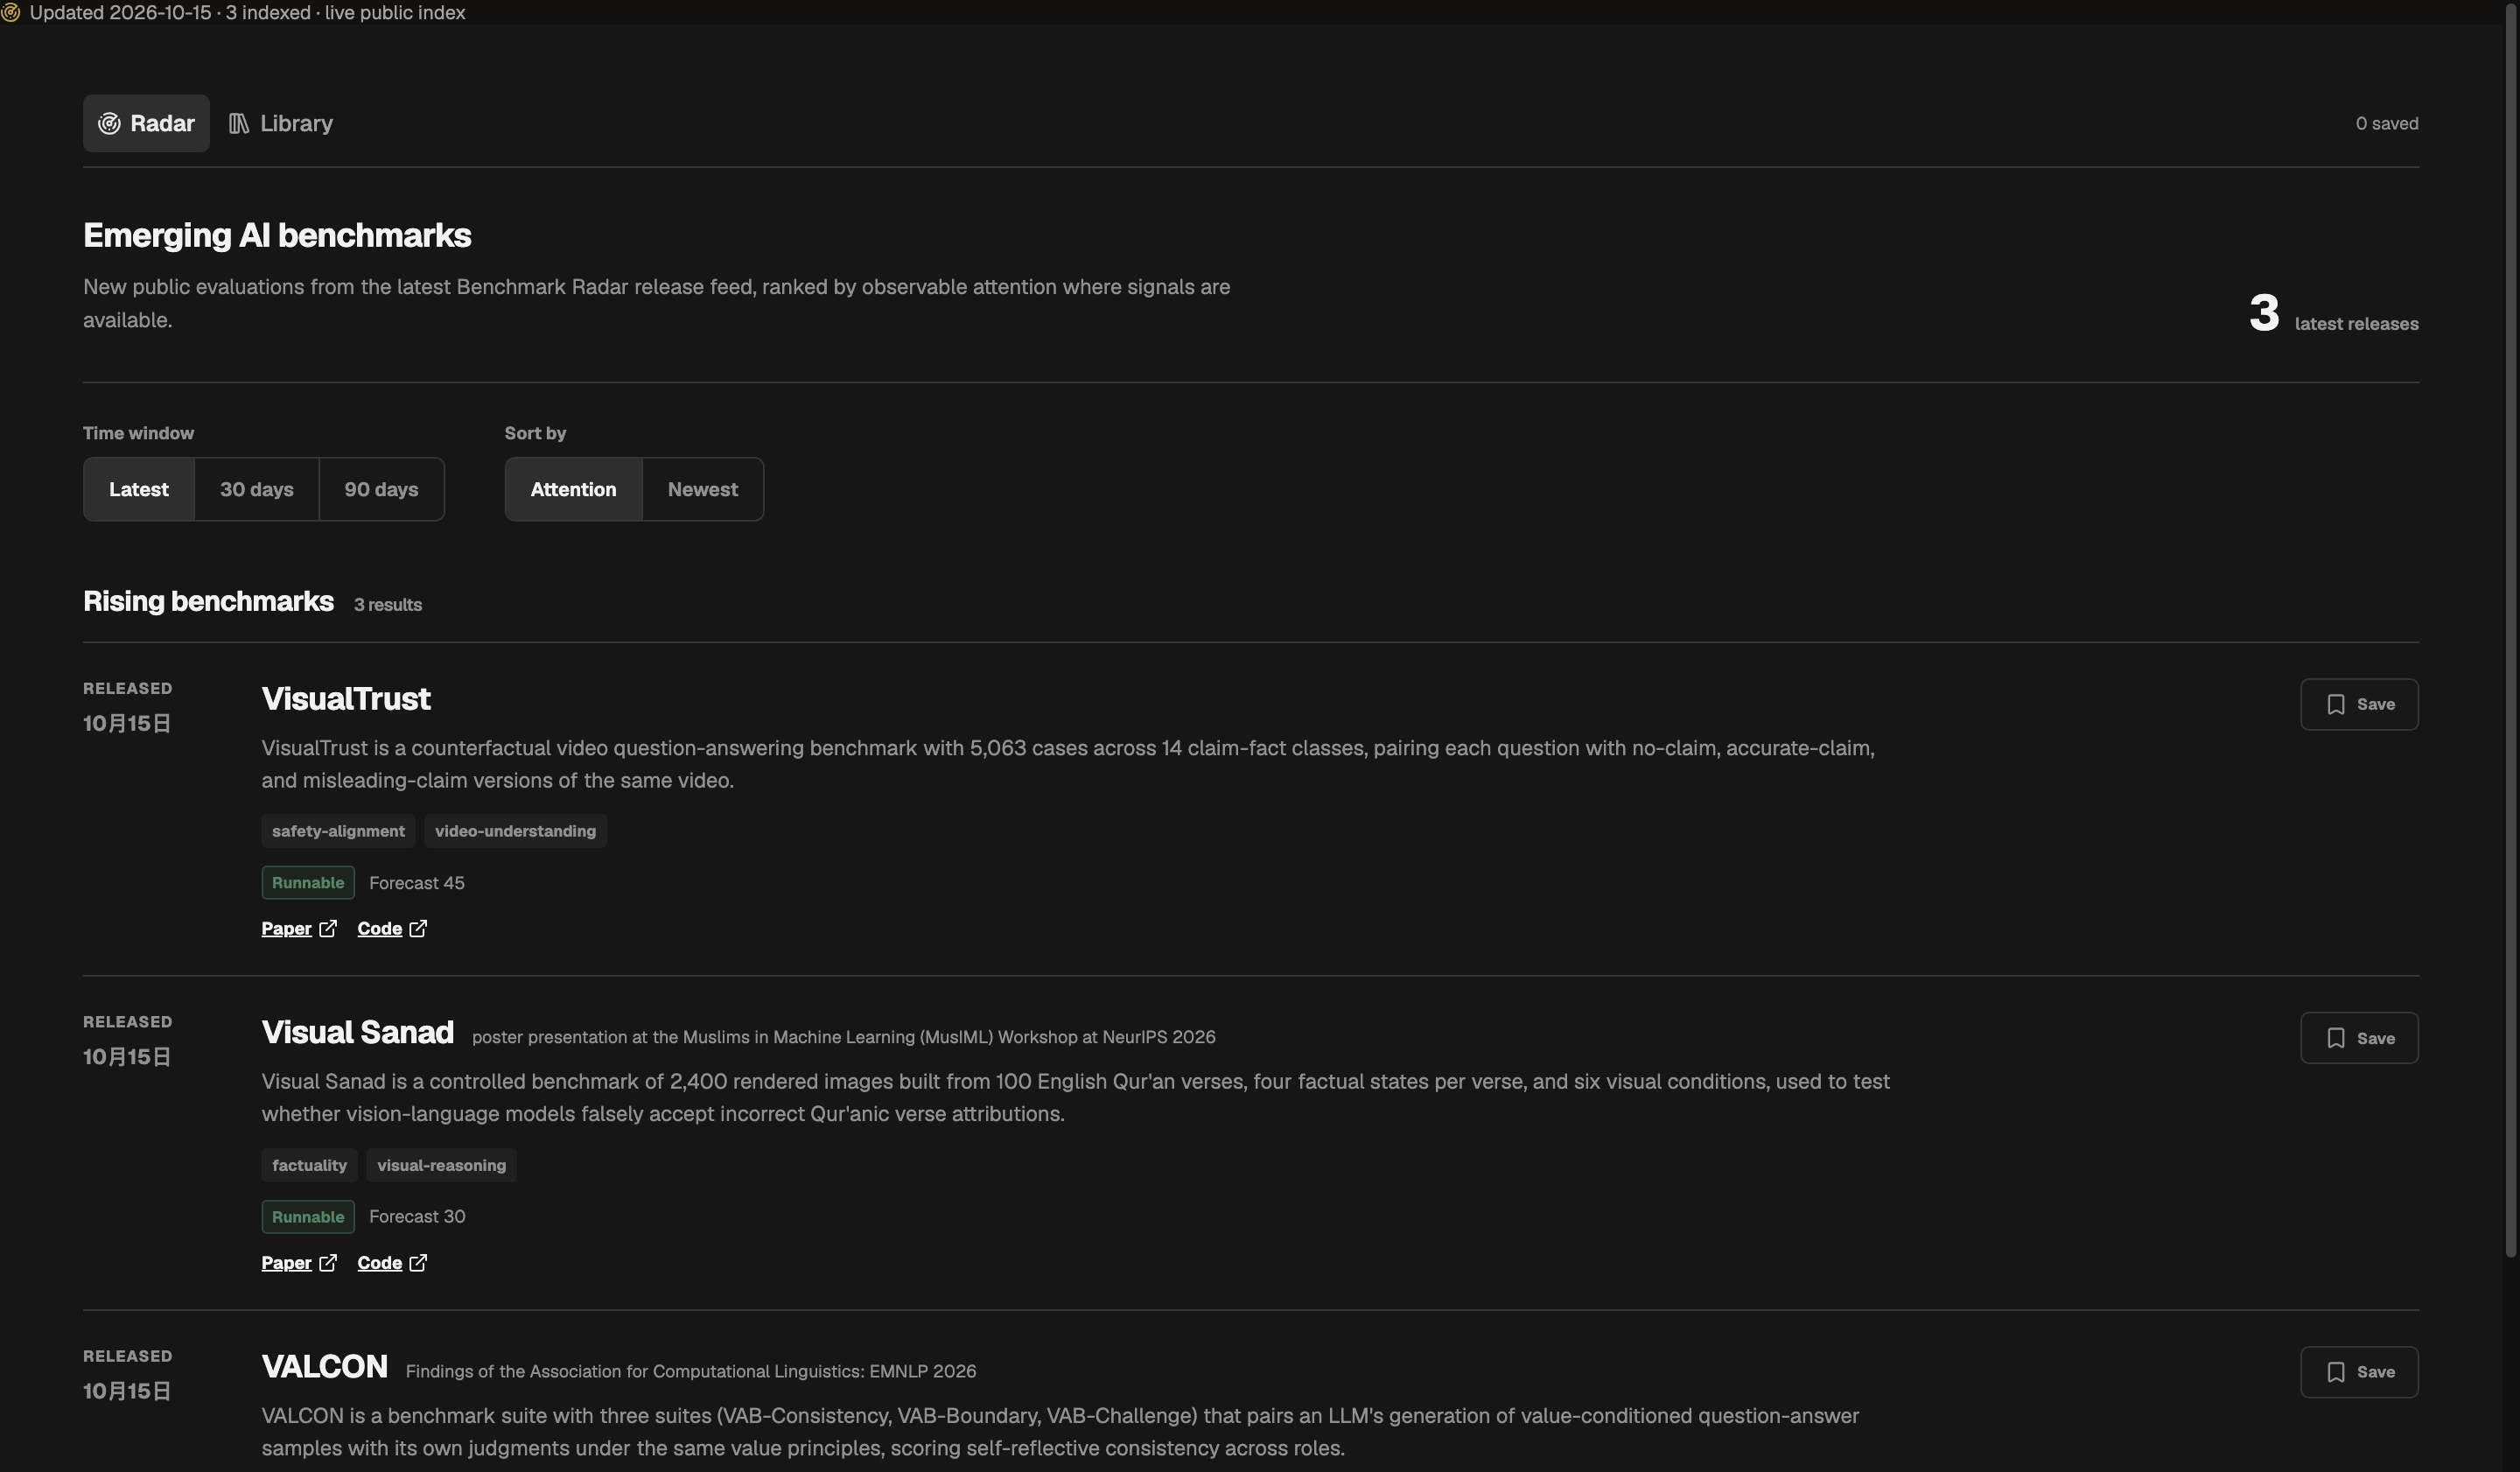 Updated 2026-10-15 · 3 indexed · live public index
Radar
Library
0 saved
Emerging AI benchmarks
New public evaluations from the latest Benchmark Radar release feed, ranked by observable attention where signals are
available.
3 latest releases
Time window
Sort by
Latest
30 days
90 days
Attention
Newest
Rising benchmarks 3 results
RELEASED
10月15日
VisualTrust
Save
VisualTrust is a counterfactual video question-answering benchmark with 5,063 cases across 14 claim-fact classes, pairing each question with no-claim, accurate-claim,
and misleading-claim versions of the same video.
safety-alignment
video-understanding
Runnable
Forecast 45
Paper
Code
RELEASED
10月15日
Visual Sanad poster presentation at the Muslims in Machine Learning (MusIML) Workshop at NeurIPS 2026
Save
Visual Sanad is a controlled benchmark of 2,400 rendered images built from 100 English Qur'an verses, four factual states per verse, and six visual conditions, used to test
whether vision-language models falsely accept incorrect Qur'anic verse attributions.
factuality
visual-reasoning
Runnable
Forecast 30
Paper
Code
RELEASED
10月15日
VALCON Findings of the Association for Computational Linguistics: EMNLP 2026
Save
VALCON is a benchmark suite with three suites (VAB-Consistency, VAB-Boundary, VAB-Challenge) that pairs an LLM's generation of value-conditioned question-answer
samples with its own judgments under the same value principles, scoring self-reflective consistency across roles.